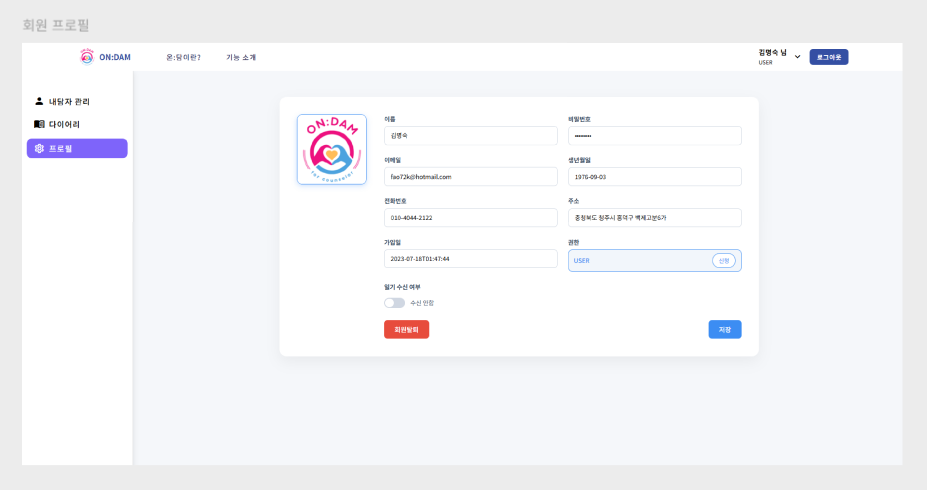 회원 프로필
ON:DAM
온:담이란?
기능 소개
김명숙 님
USER
로그아웃
내담자 관리
다이어리
프로필
ON:DAM
for counselor
이름
비밀번호
김명숙
••••••••
이메일
생년월일
fao72k@hotmail.com
1976-09-03
전화번호
주소
010-4044-2122
충청북도 청주시 흥덕구 백제고분6가
가입일
권한
2023-07-18T01:47:44
USER
신청
일기 수신 여부
수신 안함
회원탈퇴
저장